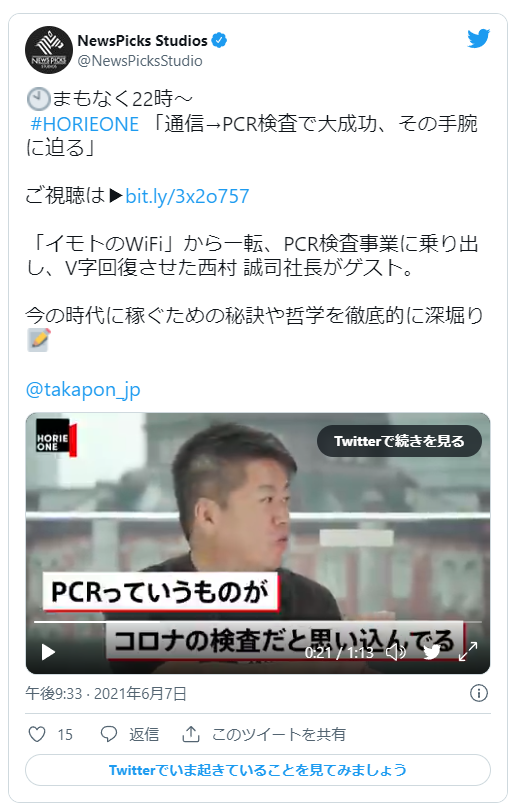 NewsPicks Studios
@NewsPicksStudio
NEWS PICKS
STUDIOS
🕙まもなく22時〜
#HORIEONE 「通信→PCR検査で大成功、その手腕
に迫る」
ご視聴は▶bit.ly/3x2o757
「イモトのWiFi」から一転、PCR検査事業に乗り出
し、V字回復させた西村 誠司社長がゲスト。
今の時代に稼ぐための秘訣や哲学を徹底的に深堀り
📝
@takapon_jp
HORIE
ONE
Twitterで続きを見る
PCRっていうものが
コロナの検査だと思い込んでる
0:21 / 1:13
午後9:33 · 2021年6月7日
15
返信
このツイートを共有
Twitterでいま起きていることを見てみましょう